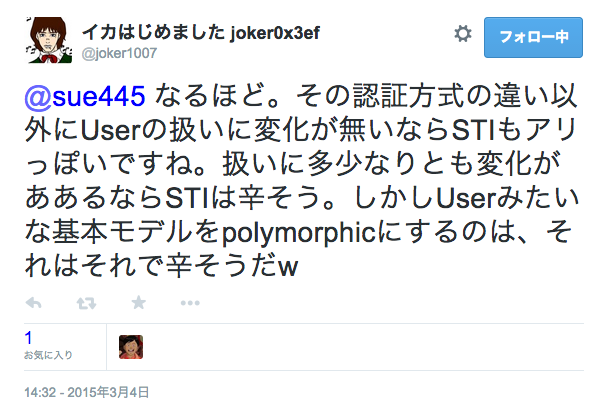 イカはじめました joker0x3ef
@joker1007
フォロー中
@sue445 なるほど。その認証方式の違い以
外にUserの扱いに変化が無いならSTIもアリ
っぽいですね。扱いに多少なりとも変化が
ああるならSTIは辛そう。しかしUserみたい
な基本モデルをpolymorphicにするのは、そ
れはそれで辛そうだw
1
お気に入り
14:32 - 2015年3月4日